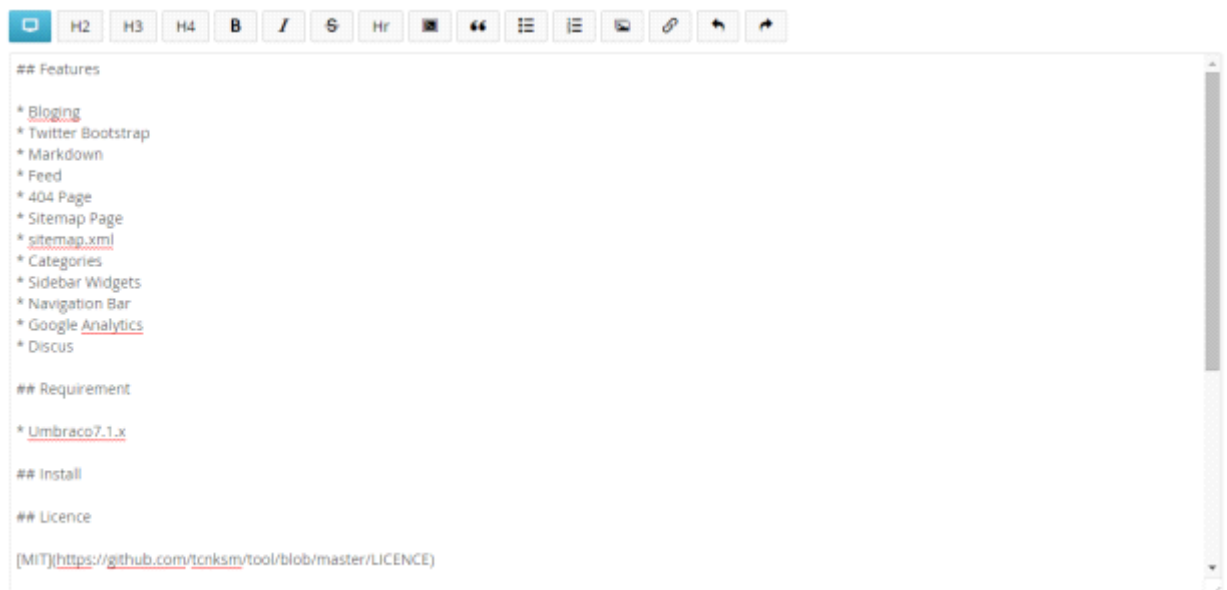 H2 H3 H4 B I S Hr
## Features
* Bloging
* Twitter Bootstrap
* Markdown
* Feed
* 404 Page
* Sitemap Page
* sitemap.xml
* Categories
* Sidebar Widgets
* Navigation Bar
* Google Analytics
* Discus
## Requirement
* Umbraco7.1.x
## Install
## Licence
[MIT](https://github.com/tcnksm/tool/blob/master/LICENCE)